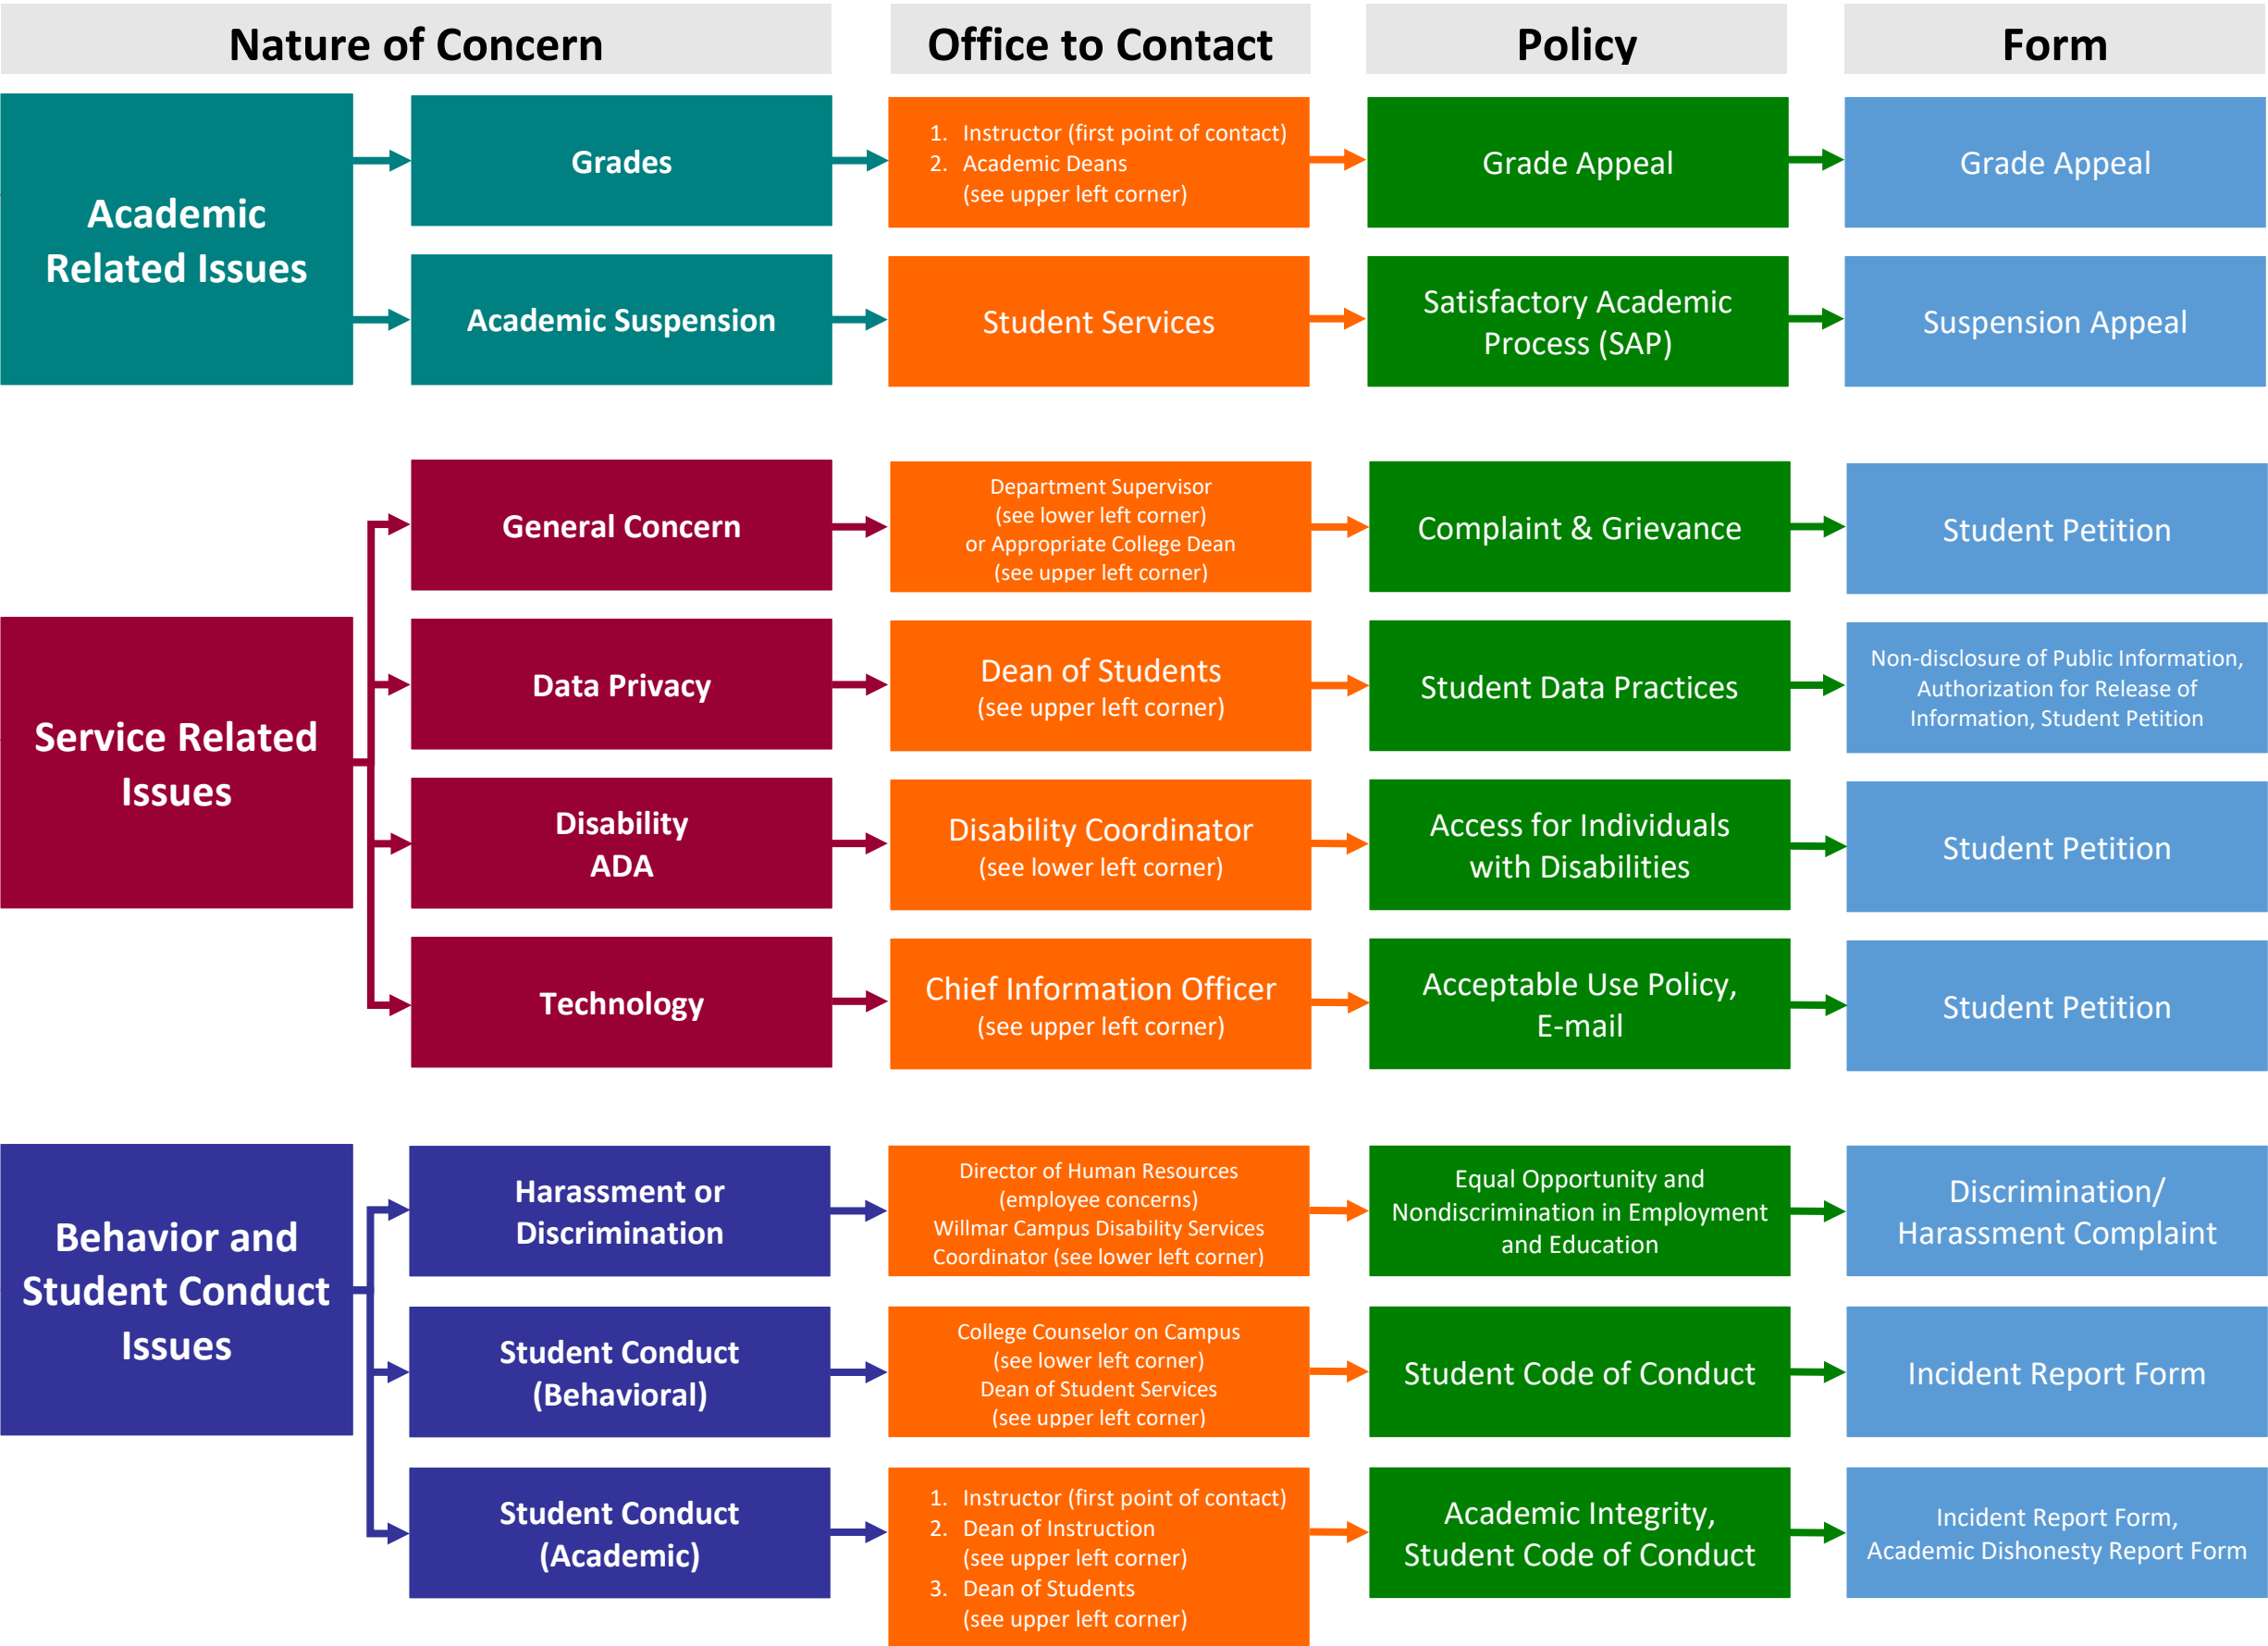 Nature of Concern
Office to Contact
Policy
Form
Academic
Related Issues
Grades
1. Instructor (first point of contact)
2. Academic Deans
(see upper left corner)
Grade Appeal
Grade Appeal
Academic Suspension
Student Services
Satisfactory Academic
Process (SAP)
Suspension Appeal
Service Related
Issues
General Concern
Department Supervisor
(see lower left corner)
or Appropriate College Dean
(see upper left corner)
Complaint & Grievance
Student Petition
Data Privacy
Dean of Students
(see upper left corner)
Student Data Practices
Non-disclosure of Public Information,
Authorization for Release of
Information, Student Petition
Disability
ADA
Disability Coordinator
(see lower left corner)
Access for Individuals
with Disabilities
Student Petition
Technology
Chief Information Officer
(see upper left corner)
Acceptable Use Policy,
E-mail
Student Petition
Behavior and
Student Conduct
Issues
Harassment or
Discrimination
Director of Human Resources
(employee concerns)
Willmar Campus Disability Services
Coordinator (see lower left corner)
Equal Opportunity and
Nondiscrimination in Employment
and Education
Discrimination/
Harassment Complaint
Student Conduct
(Behavioral)
College Counselor on Campus
(see lower left corner)
Dean of Student Services
(see upper left corner)
Student Code of Conduct
Incident Report Form
Student Conduct
(Academic)
1. Instructor (first point of contact)
2. Dean of Instruction
(see upper left corner)
3. Dean of Students
(see upper left corner)
Academic Integrity,
Student Code of Conduct
Incident Report Form,
Academic Dishonesty Report Form